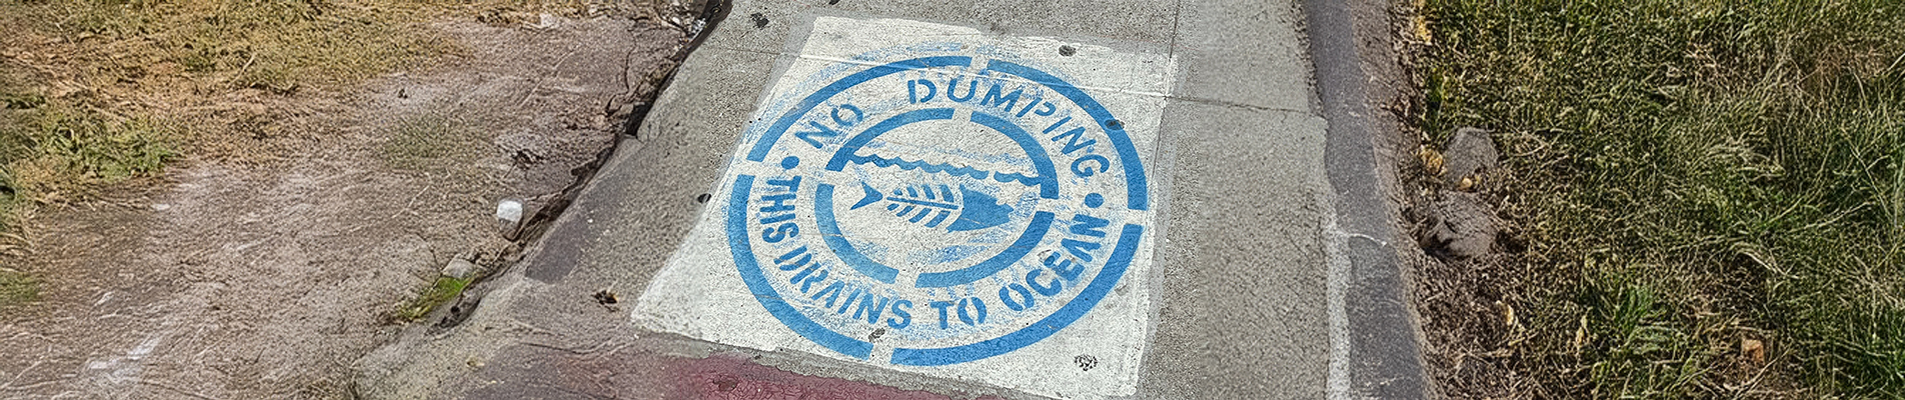 NO DUMPING
THIS DRAINS TO OCEAN